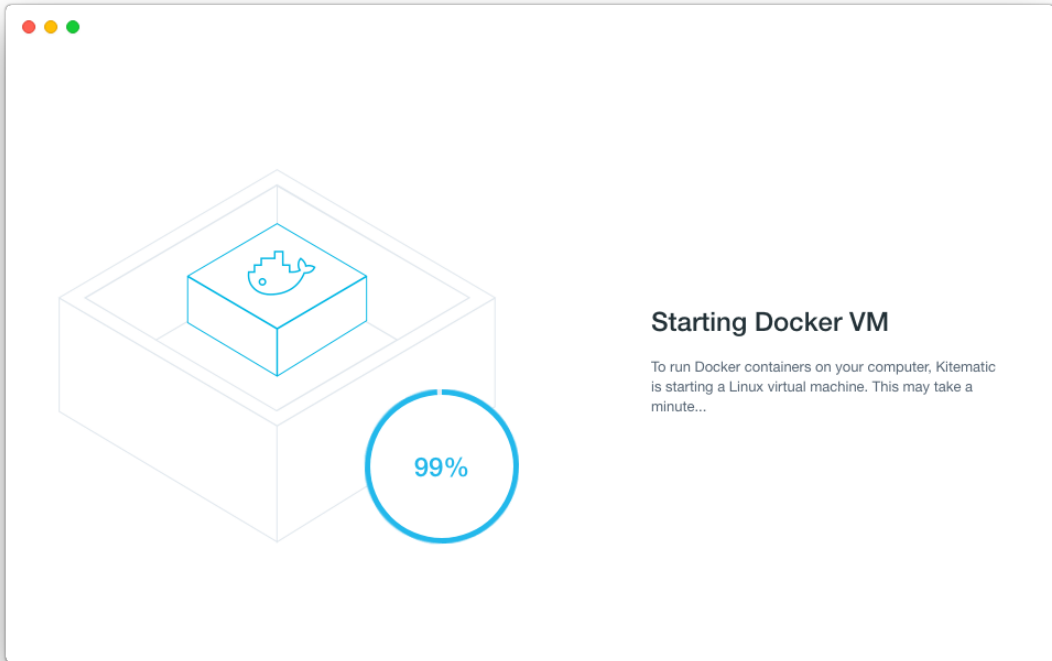 Starting Docker VM
To run Docker containers on your computer, Kitematic
is starting a Linux virtual machine. This may take a
minute...
99%